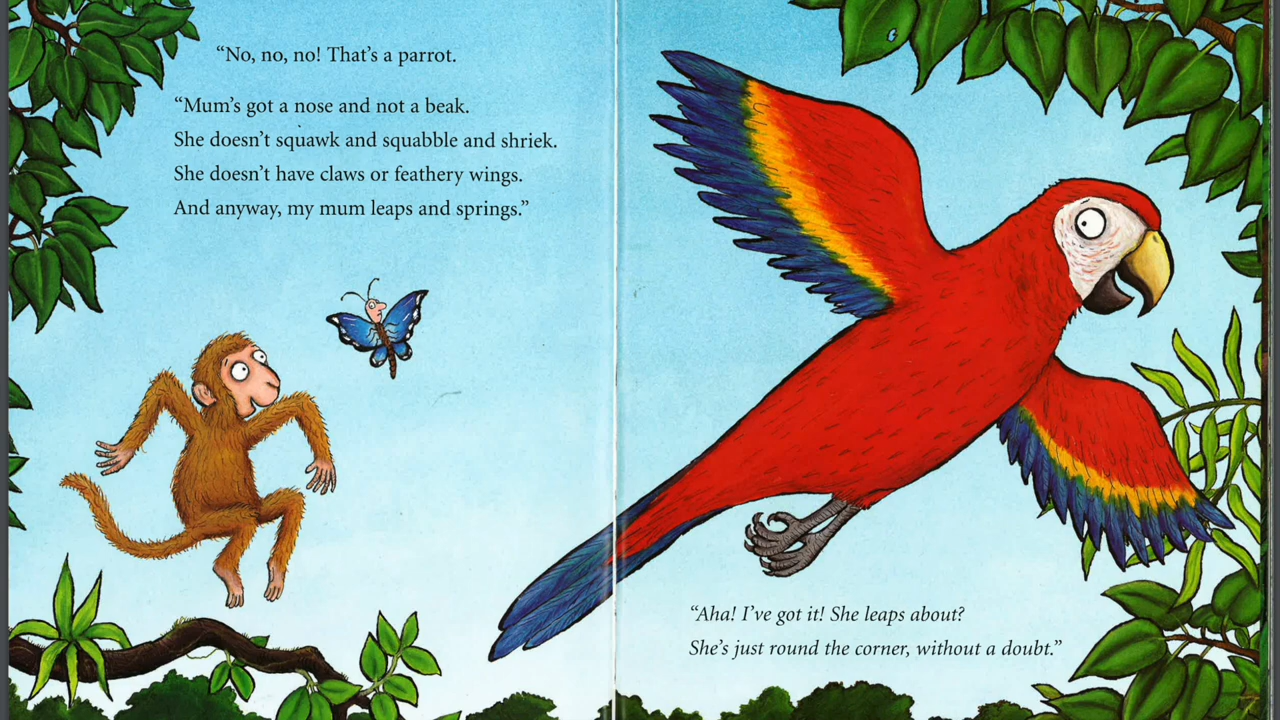 “No, no, no! That’s a parrot.
“Mum’s got a nose and not a beak.
She doesn’t squawk and squabble and shriek.
She doesn’t have claws or feathery wings.
And anyway, my mum leaps and springs.”
“Aha! I’ve got it! She leaps about?
She’s just round the corner, without a doubt.”